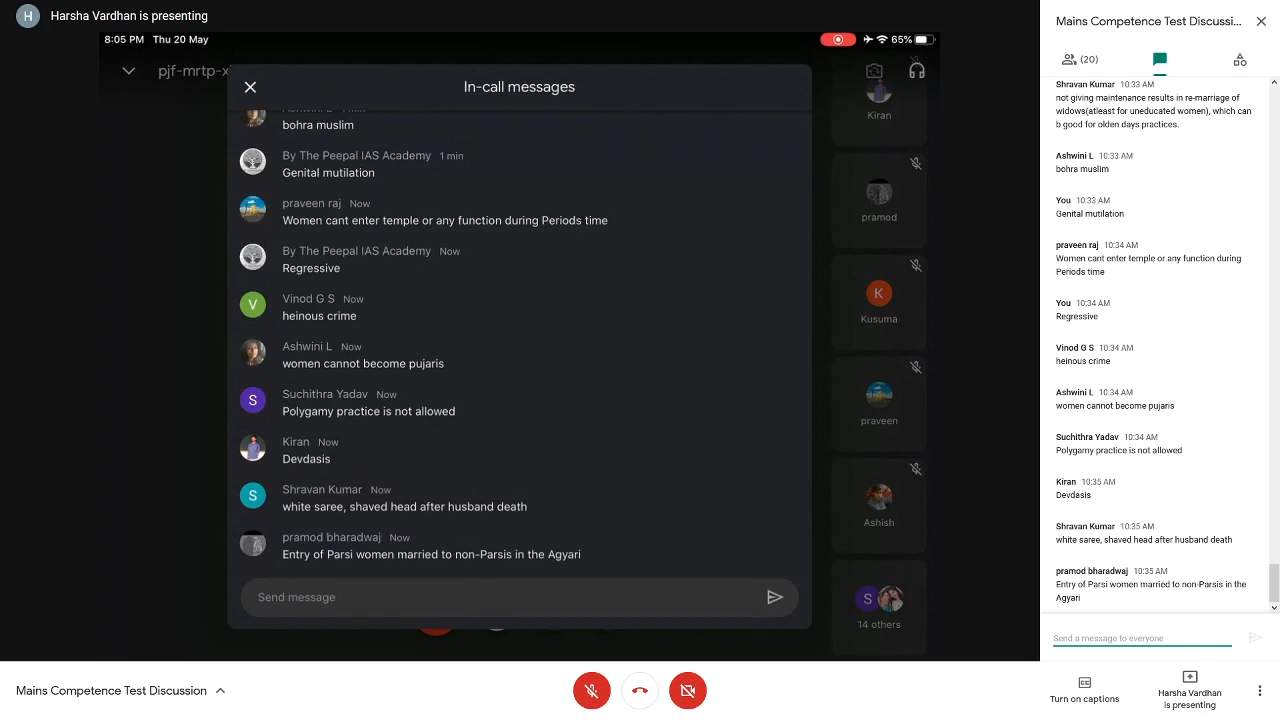 H Harsha Vardhan is presenting
8:05 PM Thu 20 May
65%
pjf-mrtp-x
In-call messages
Ashwini L 1 min
bohra muslim
By The Peepal IAS Academy 1 min
Genital mutilation
praveen raj Now
Women cant enter temple or any function during Periods time
By The Peepal IAS Academy Now
Regressive
V
Vinod G S Now
heinous crime
Ashwini L Now
women cannot become pujaris
S
Suchithra Yadav Now
Polygamy practice is not allowed
Kiran Now
Devdasis
S
Shravan Kumar Now
white saree, shaved head after husband death
pramod bharadwaj Now
Entry of Parsi women married to non-Parsis in the Agyari
Send message
Kiran
pramod
K
Kusuma
praveen
Ashish
S
14 others
Mains Competence Test Discussi...
(20)
Shravan Kumar 10:33 AM
not giving maintenance results in re-marriage of
widows(atleast for uneducated women), which can
b good for olden days practices.
Ashwini L 10:33 AM
bohra muslim
You 10:33 AM
Genital mutilation
praveen raj 10:34 AM
Women cant enter temple or any function during
Periods time
You 10:34 AM
Regressive
Vinod G S 10:34 AM
heinous crime
Ashwini L 10:34 AM
women cannot become pujaris
Suchithra Yadav 10:34 AM
Polygamy practice is not allowed
Kiran 10:35 AM
Devdasis
Shravan Kumar 10:35 AM
white saree, shaved head after husband death
pramod bharadwaj 10:35 AM
Entry of Parsi women married to non-Parsis in the
Agyari
Send a message to everyone
Mains Competence Test Discussion
Turn on captions
Harsha Vardhan
is presenting